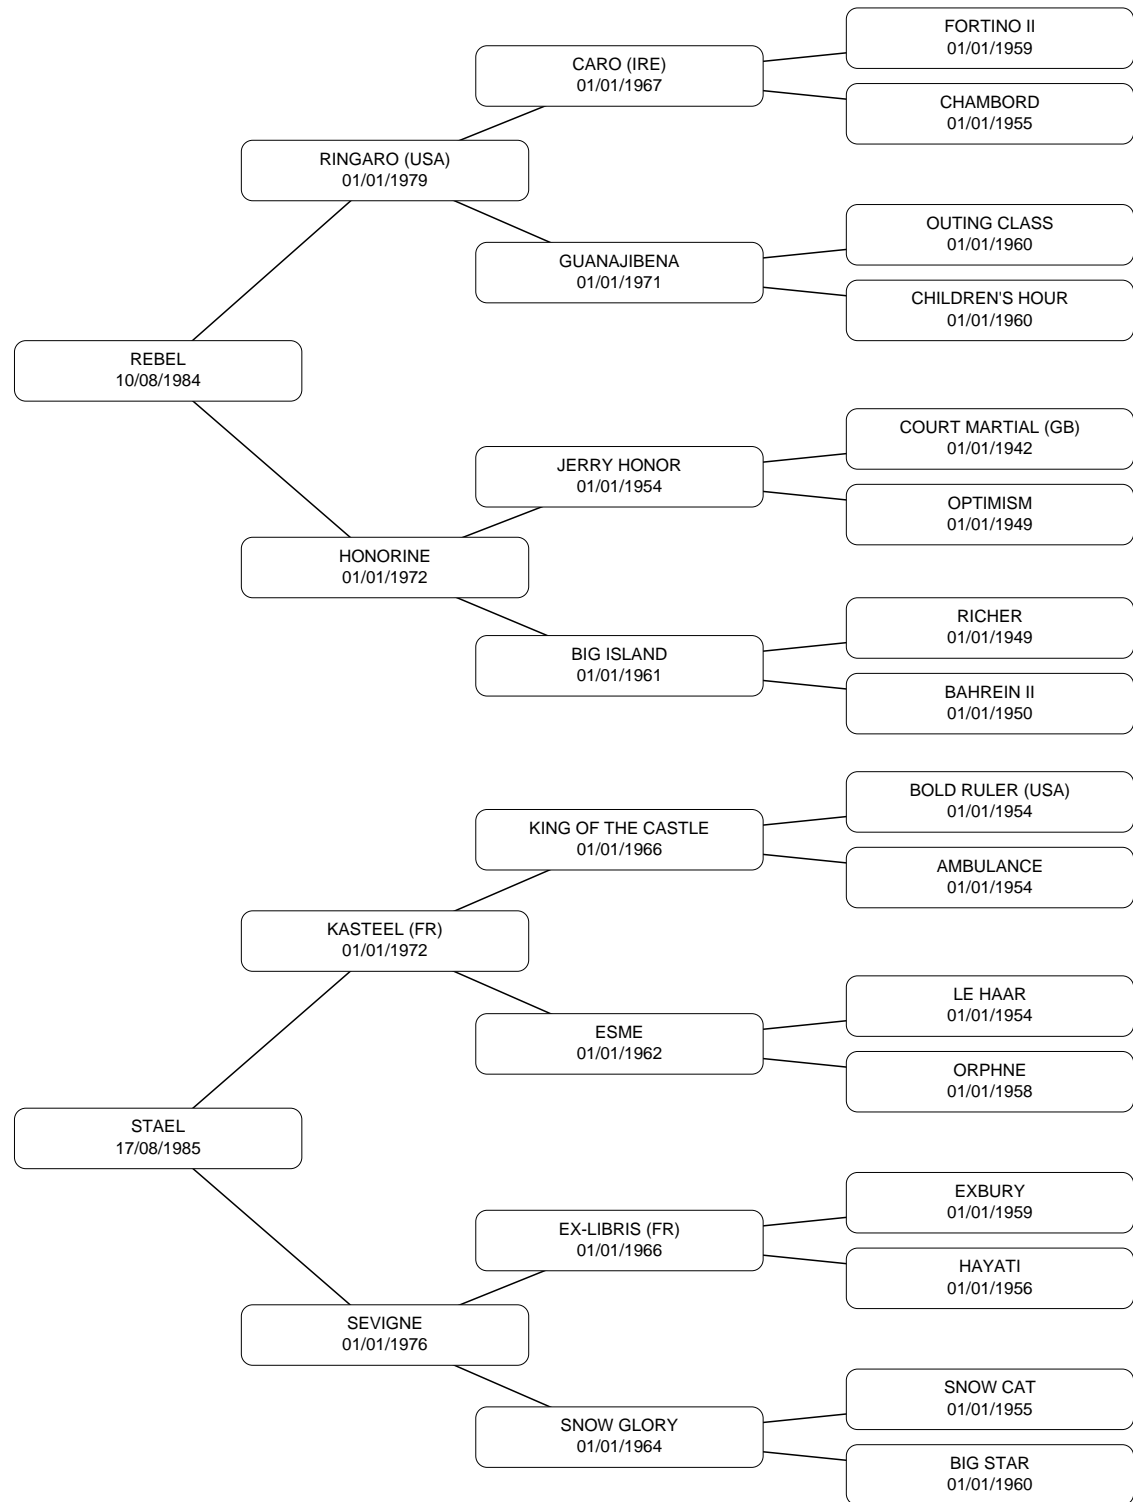 FORTINO II
01/01/1959
CARO (IRE)
01/01/1967
CHAMBORD
01/01/1955
RINGARO (USA)
01/01/1979
OUTING CLASS
01/01/1960
GUANAJIBENA
01/01/1971
CHILDREN'S HOUR
01/01/1960
REBEL
10/08/1984
COURT MARTIAL (GB)
01/01/1942
JERRY HONOR
01/01/1954
OPTIMISM
01/01/1949
HONORINE
01/01/1972
RICHER
01/01/1949
BIG ISLAND
01/01/1961
BAHREIN II
01/01/1950
BOLD RULER (USA)
01/01/1954
KING OF THE CASTLE
01/01/1966
AMBULANCE
01/01/1954
KASTEEL (FR)
01/01/1972
LE HAAR
01/01/1954
ESME
01/01/1962
ORPHNE
01/01/1958
STAEL
17/08/1985
EXBURY
01/01/1959
EX-LIBRIS (FR)
01/01/1966
HAYATI
01/01/1956
SEVIGNE
01/01/1976
SNOW CAT
01/01/1955
SNOW GLORY
01/01/1964
BIG STAR
01/01/1960